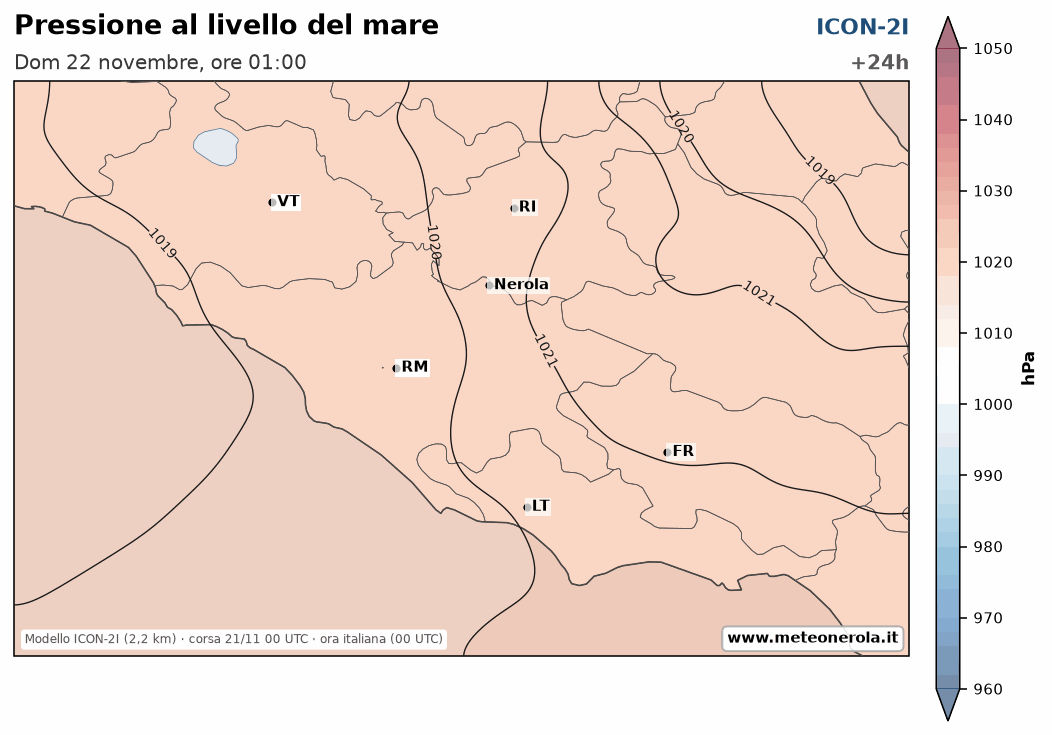 Pressione al livello del mare
ICON-2I
Dom 22 novembre, ore 01:00
+24h
1050
1040
1030
1020
1010
1000
990
980
970
960
hPa
1020
1019
VT
RI
1019
1020
Nerola
1021
1021
RM
FR
LT
Modello ICON-2I (2,2 km) · corsa 21/11 00 UTC · ora italiana (00 UTC)
www.meteonerola.it